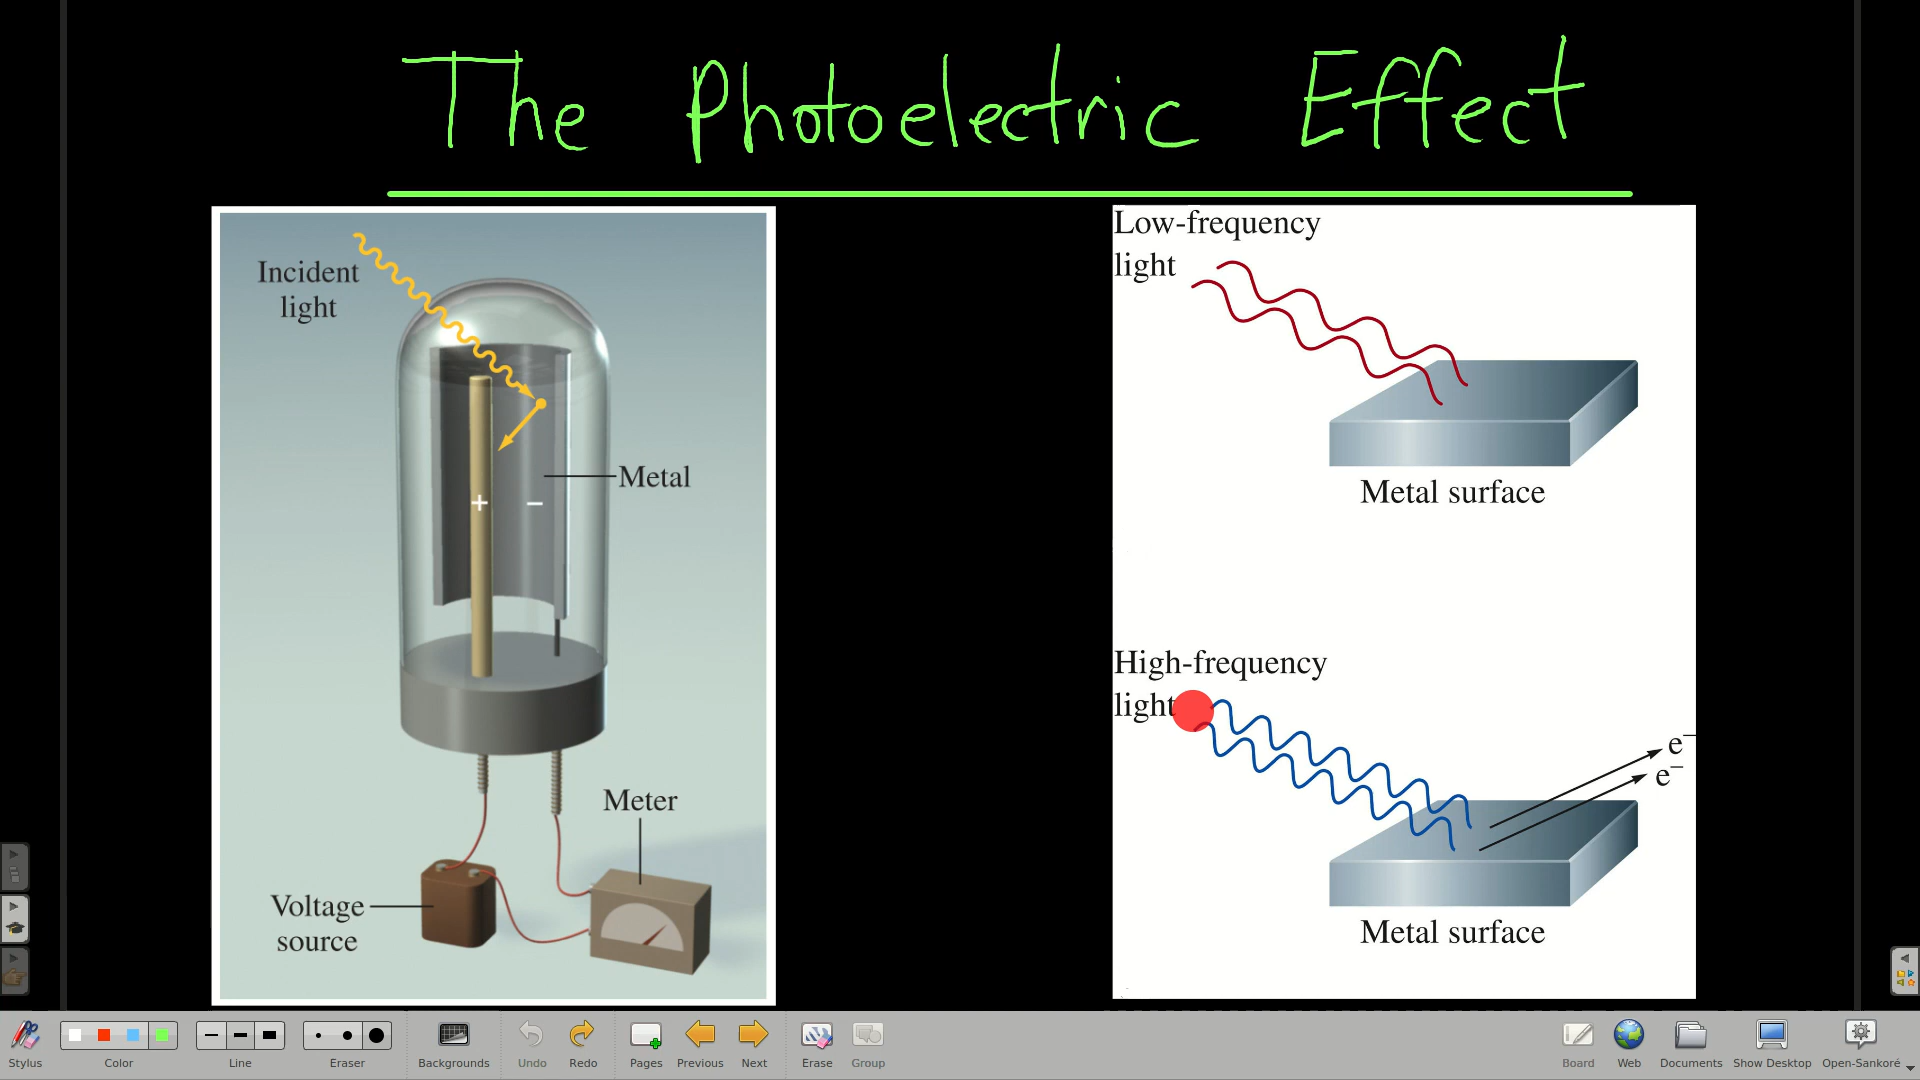 The Photoelectric Effect
Incident
light
Metal
+ −
Meter
Voltage
source
Low-frequency
light
Metal surface
High-frequency
light
e⁻
e⁻
Metal surface
Stylus
Color
Line
Eraser
Backgrounds
Undo
Redo
Pages
Previous
Next
Erase
Group
Board
Web
Documents
Show Desktop
Open-Sankoré